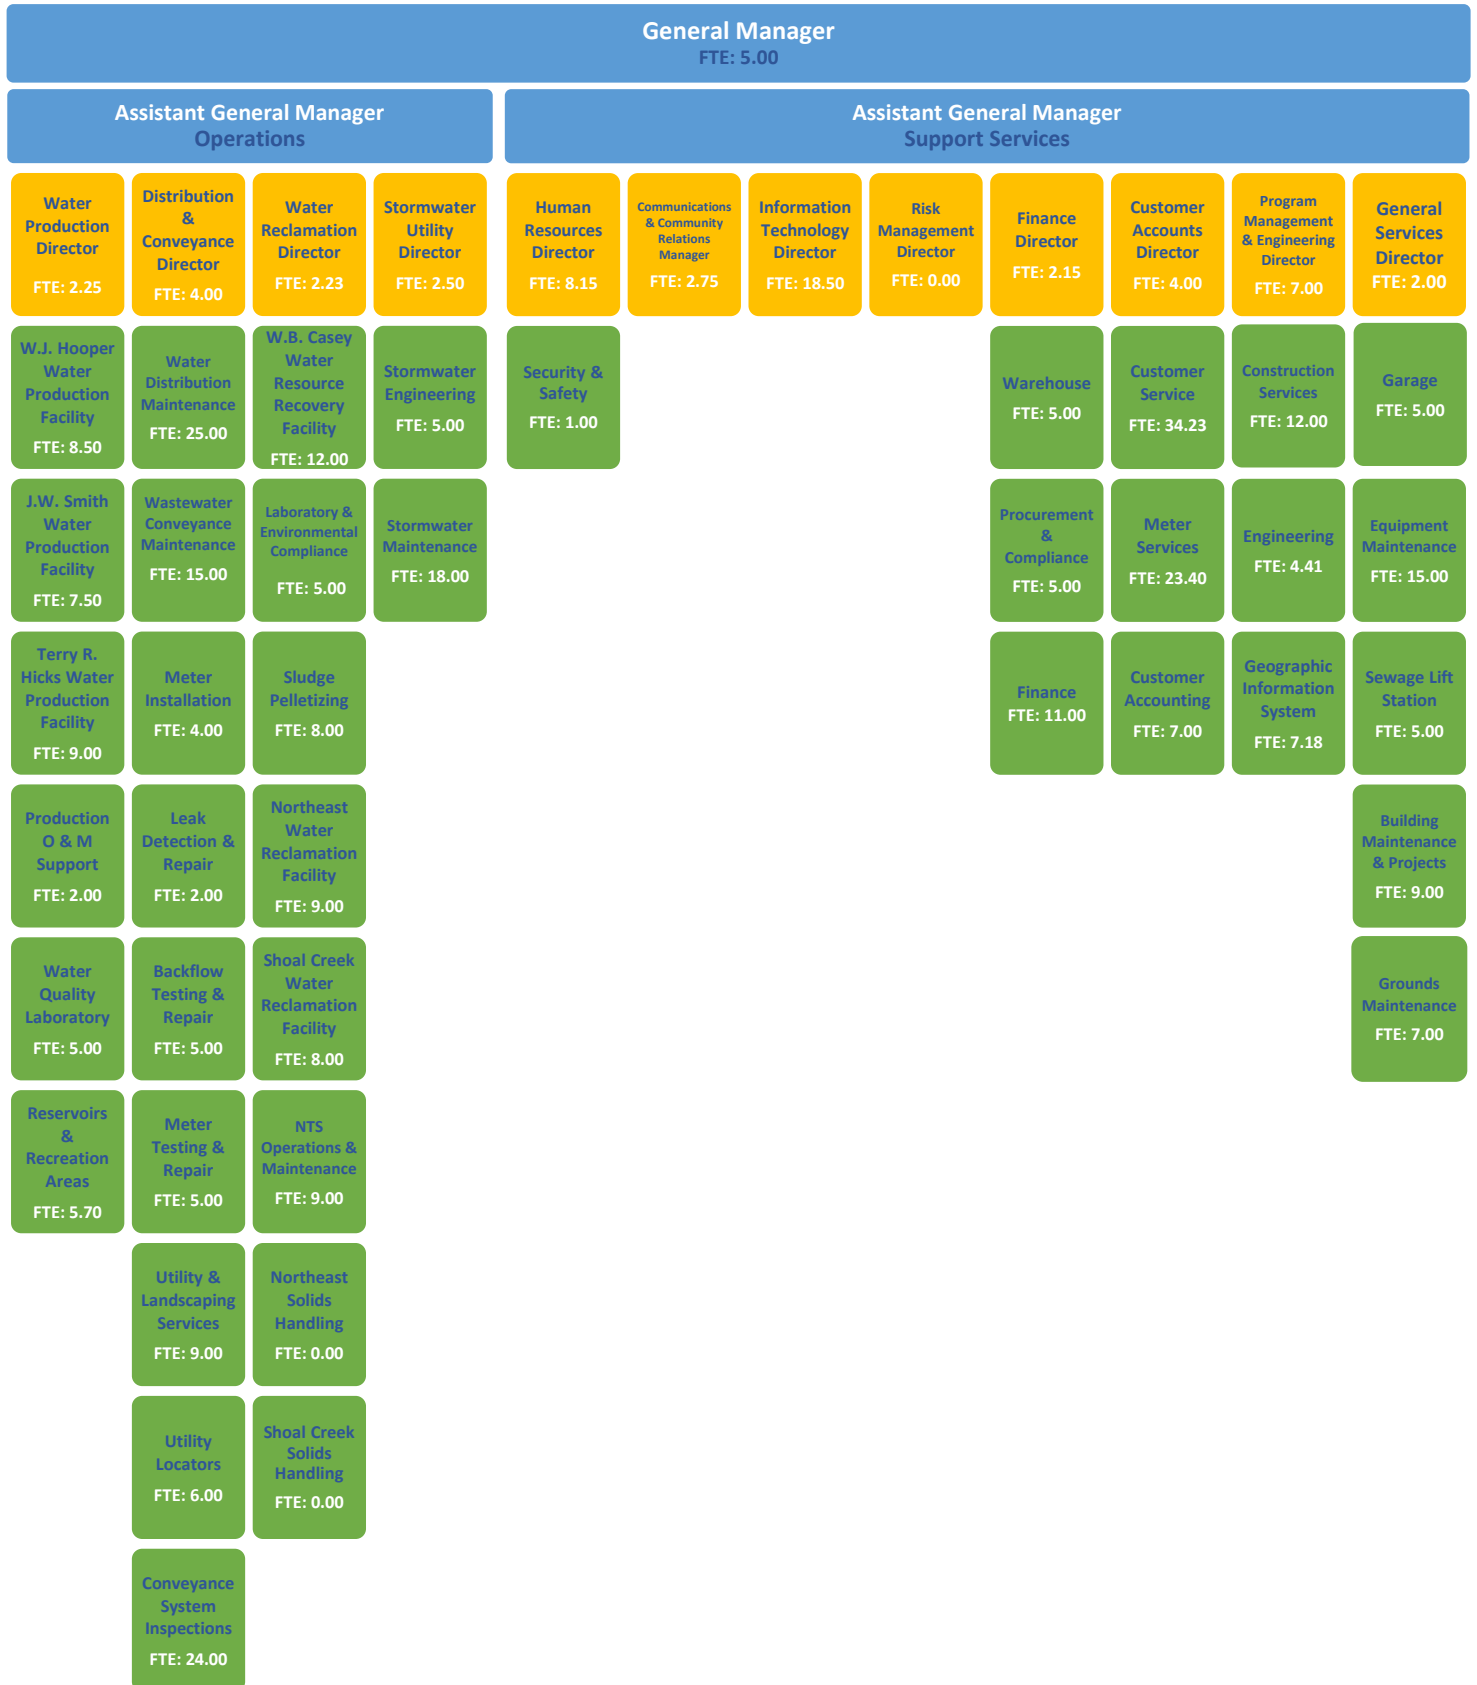 General Manager
FTE: 5.00
Assistant General Manager
Operations
Assistant General Manager
Support Services
Water
Production
Director
FTE: 2.25
Distribution
&
Conveyance
Director
FTE: 4.00
Water
Reclamation
Director
FTE: 2.23
Stormwater
Utility
Director
FTE: 2.50
Human
Resources
Director
FTE: 8.15
Communications
& Community
Relations
Manager
FTE: 2.75
Information
Technology
Director
FTE: 18.50
Risk
Management
Director
FTE: 0.00
Finance
Director
FTE: 2.15
Customer
Accounts
Director
FTE: 4.00
Program
Management
& Engineering
Director
FTE: 7.00
General
Services
Director
FTE: 2.00
W.J. Hooper
Water
Production
Facility
FTE: 8.50
Water
Distribution
Maintenance
FTE: 25.00
W.B. Casey
Water
Resource
Recovery
Facility
FTE: 12.00
Stormwater
Engineering
FTE: 5.00
Security &
Safety
FTE: 1.00
Warehouse
FTE: 5.00
Customer
Service
FTE: 34.23
Construction
Services
FTE: 12.00
Garage
FTE: 5.00
J.W. Smith
Water
Production
Facility
FTE: 7.50
Wastewater
Conveyance
Maintenance
FTE: 15.00
Laboratory &
Environmental
Compliance
FTE: 5.00
Stormwater
Maintenance
FTE: 18.00
Procurement
&
Compliance
FTE: 5.00
Meter
Services
FTE: 23.40
Engineering
FTE: 4.41
Equipment
Maintenance
FTE: 15.00
Terry R.
Hicks Water
Production
Facility
FTE: 9.00
Meter
Installation
FTE: 4.00
Sludge
Pelletizing
FTE: 8.00
Finance
FTE: 11.00
Customer
Accounting
FTE: 7.00
Geographic
Information
System
FTE: 7.18
Sewage Lift
Station
FTE: 5.00
Production
O & M
Support
FTE: 2.00
Leak
Detection &
Repair
FTE: 2.00
Northeast
Water
Reclamation
Facility
FTE: 9.00
Building
Maintenance
& Projects
FTE: 9.00
Water
Quality
Laboratory
FTE: 5.00
Backflow
Testing &
Repair
FTE: 5.00
Shoal Creek
Water
Reclamation
Facility
FTE: 8.00
Grounds
Maintenance
FTE: 7.00
Reservoirs
&
Recreation
Areas
FTE: 5.70
Meter
Testing &
Repair
FTE: 5.00
NTS
Operations &
Maintenance
FTE: 9.00
Utility &
Landscaping
Services
FTE: 9.00
Northeast
Solids
Handling
FTE: 0.00
Utility
Locators
FTE: 6.00
Shoal Creek
Solids
Handling
FTE: 0.00
Conveyance
System
Inspections
FTE: 24.00